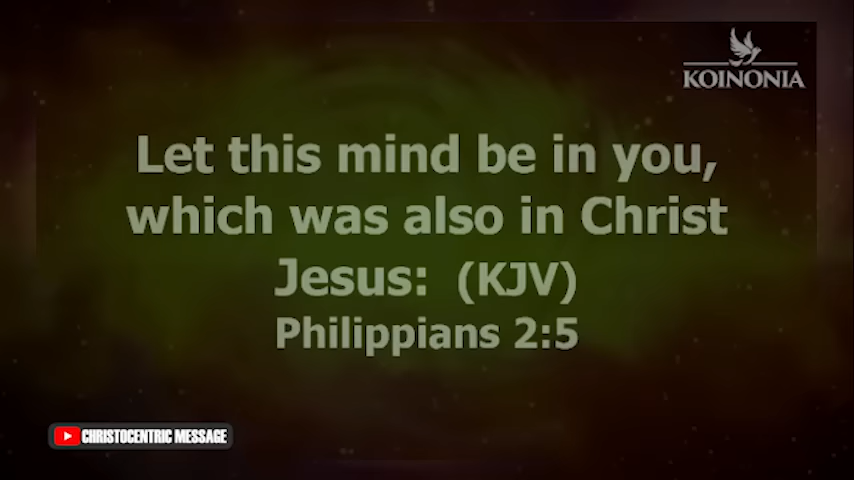 KOINONIA
Let this mind be in you,
which was also in Christ
Jesus: (KJV)
Philippians 2:5
CHRISTOCENTRIC MESSAGE